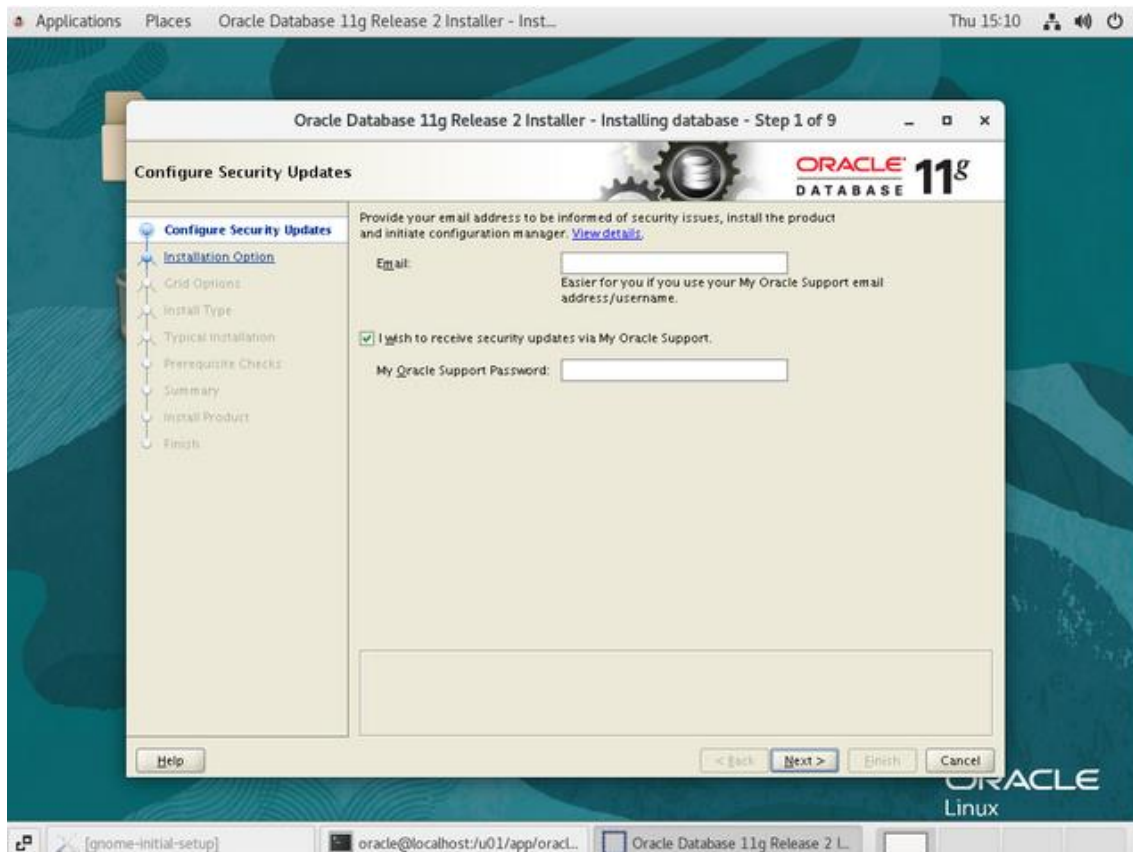 Applications Places Oracle Database 11g Release 2 Installer - Inst... Thu 15:10
Oracle Database 11g Release 2 Installer - Installing database - Step 1 of 9
Configure Security Updates
ORACLE
DATABASE 11g
Configure Security Updates
Installation Option
Grid Options
Install Type
Typical Installation
Prerequisite Checks
Summary
Install Product
Finish
Provide your email address to be informed of security issues, install the product
and initiate configuration manager. View details.
Email:
Easier for you if you use your My Oracle Support email
address/username.
I wish to receive security updates via My Oracle Support.
My Oracle Support Password:
Help
< Back
Next >
Finish
Cancel
ORACLE
Linux
[gnome-initial-setup]
oracle@localhost:/u01/app/oracl...
Oracle Database 11g Release 2 I...